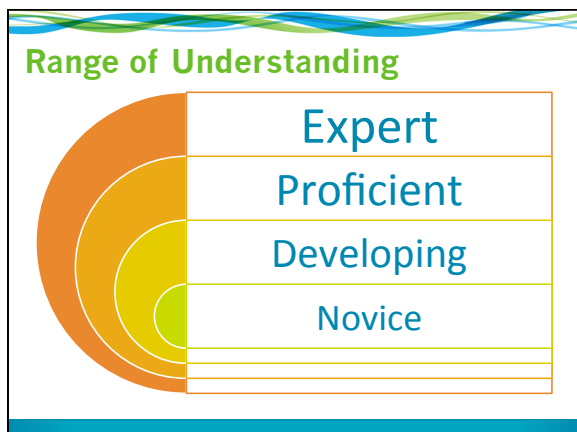 Range of Understanding
Expert
Proficient
Developing
Novice